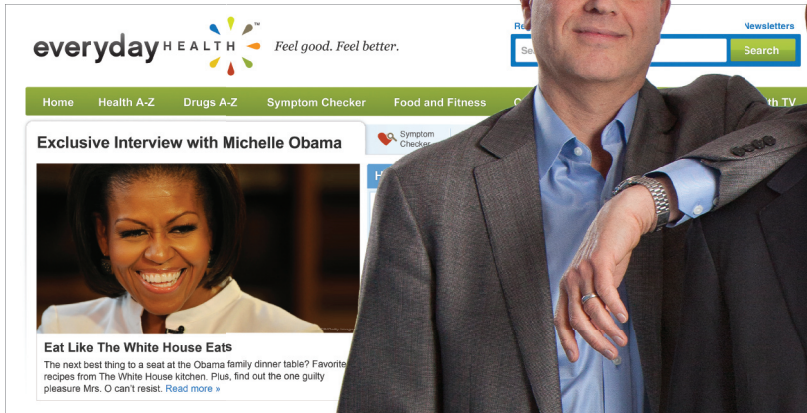 everyday HEALTH ™ Feel good. Feel better.
Newsletters
Search
Home Health A-Z Drugs A-Z Symptom Checker Food and Fitness TV
Exclusive Interview with Michelle Obama
Symptom
Checker
Eat Like The White House Eats
The next best thing to a seat at the Obama family dinner table? Favorite
recipes from The White House kitchen. Plus, find out the one guilty
pleasure Mrs. O can't resist. Read more »